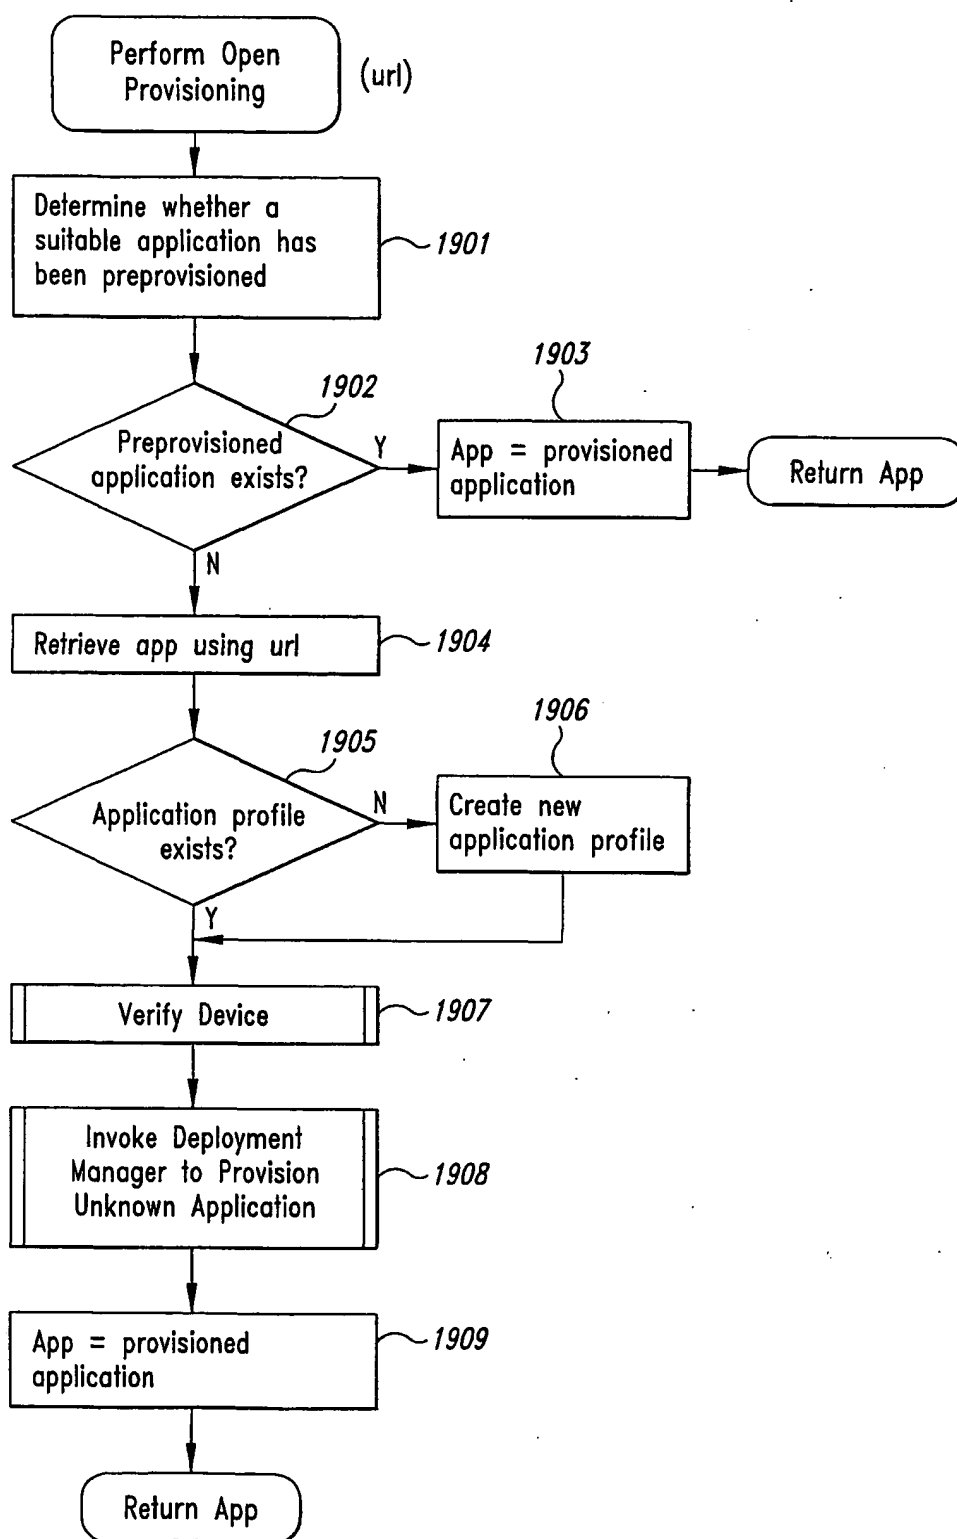 Perform Open
Provisioning
(url)
Determine whether a
suitable application has
been preprovisioned
1901
1902
Preprovisioned
application exists?
Y
1903
App = provisioned
application
Return App
N
Retrieve app using url
1904
1905
Application profile
exists?
N
1906
Create new
application profile
Y
Verify Device
1907
Invoke Deployment
Manager to Provision
Unknown Application
1908
App = provisioned
application
1909
Return App